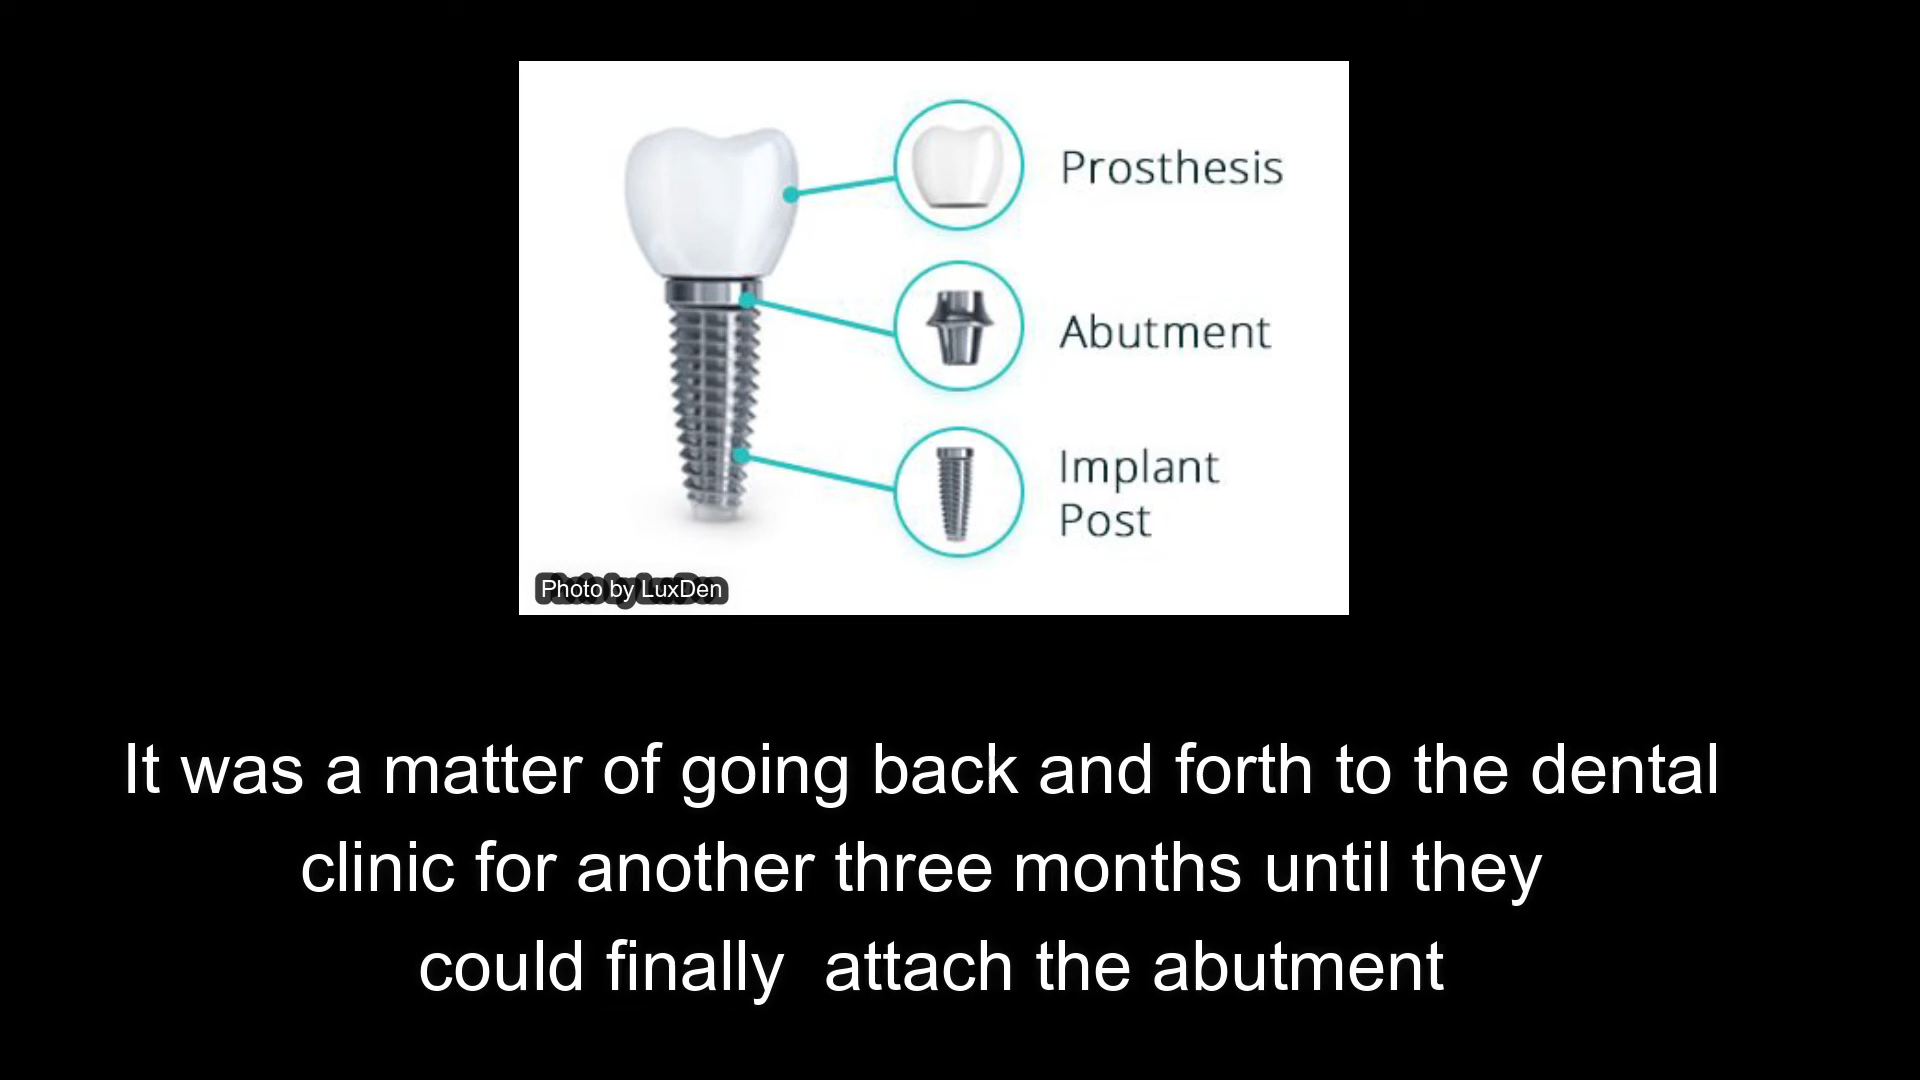 Prosthesis
Abutment
Implant
Post
Photo by LuxDen
It was a matter of going back and forth to the dental
clinic for another three months until they
could finally  attach the abutment